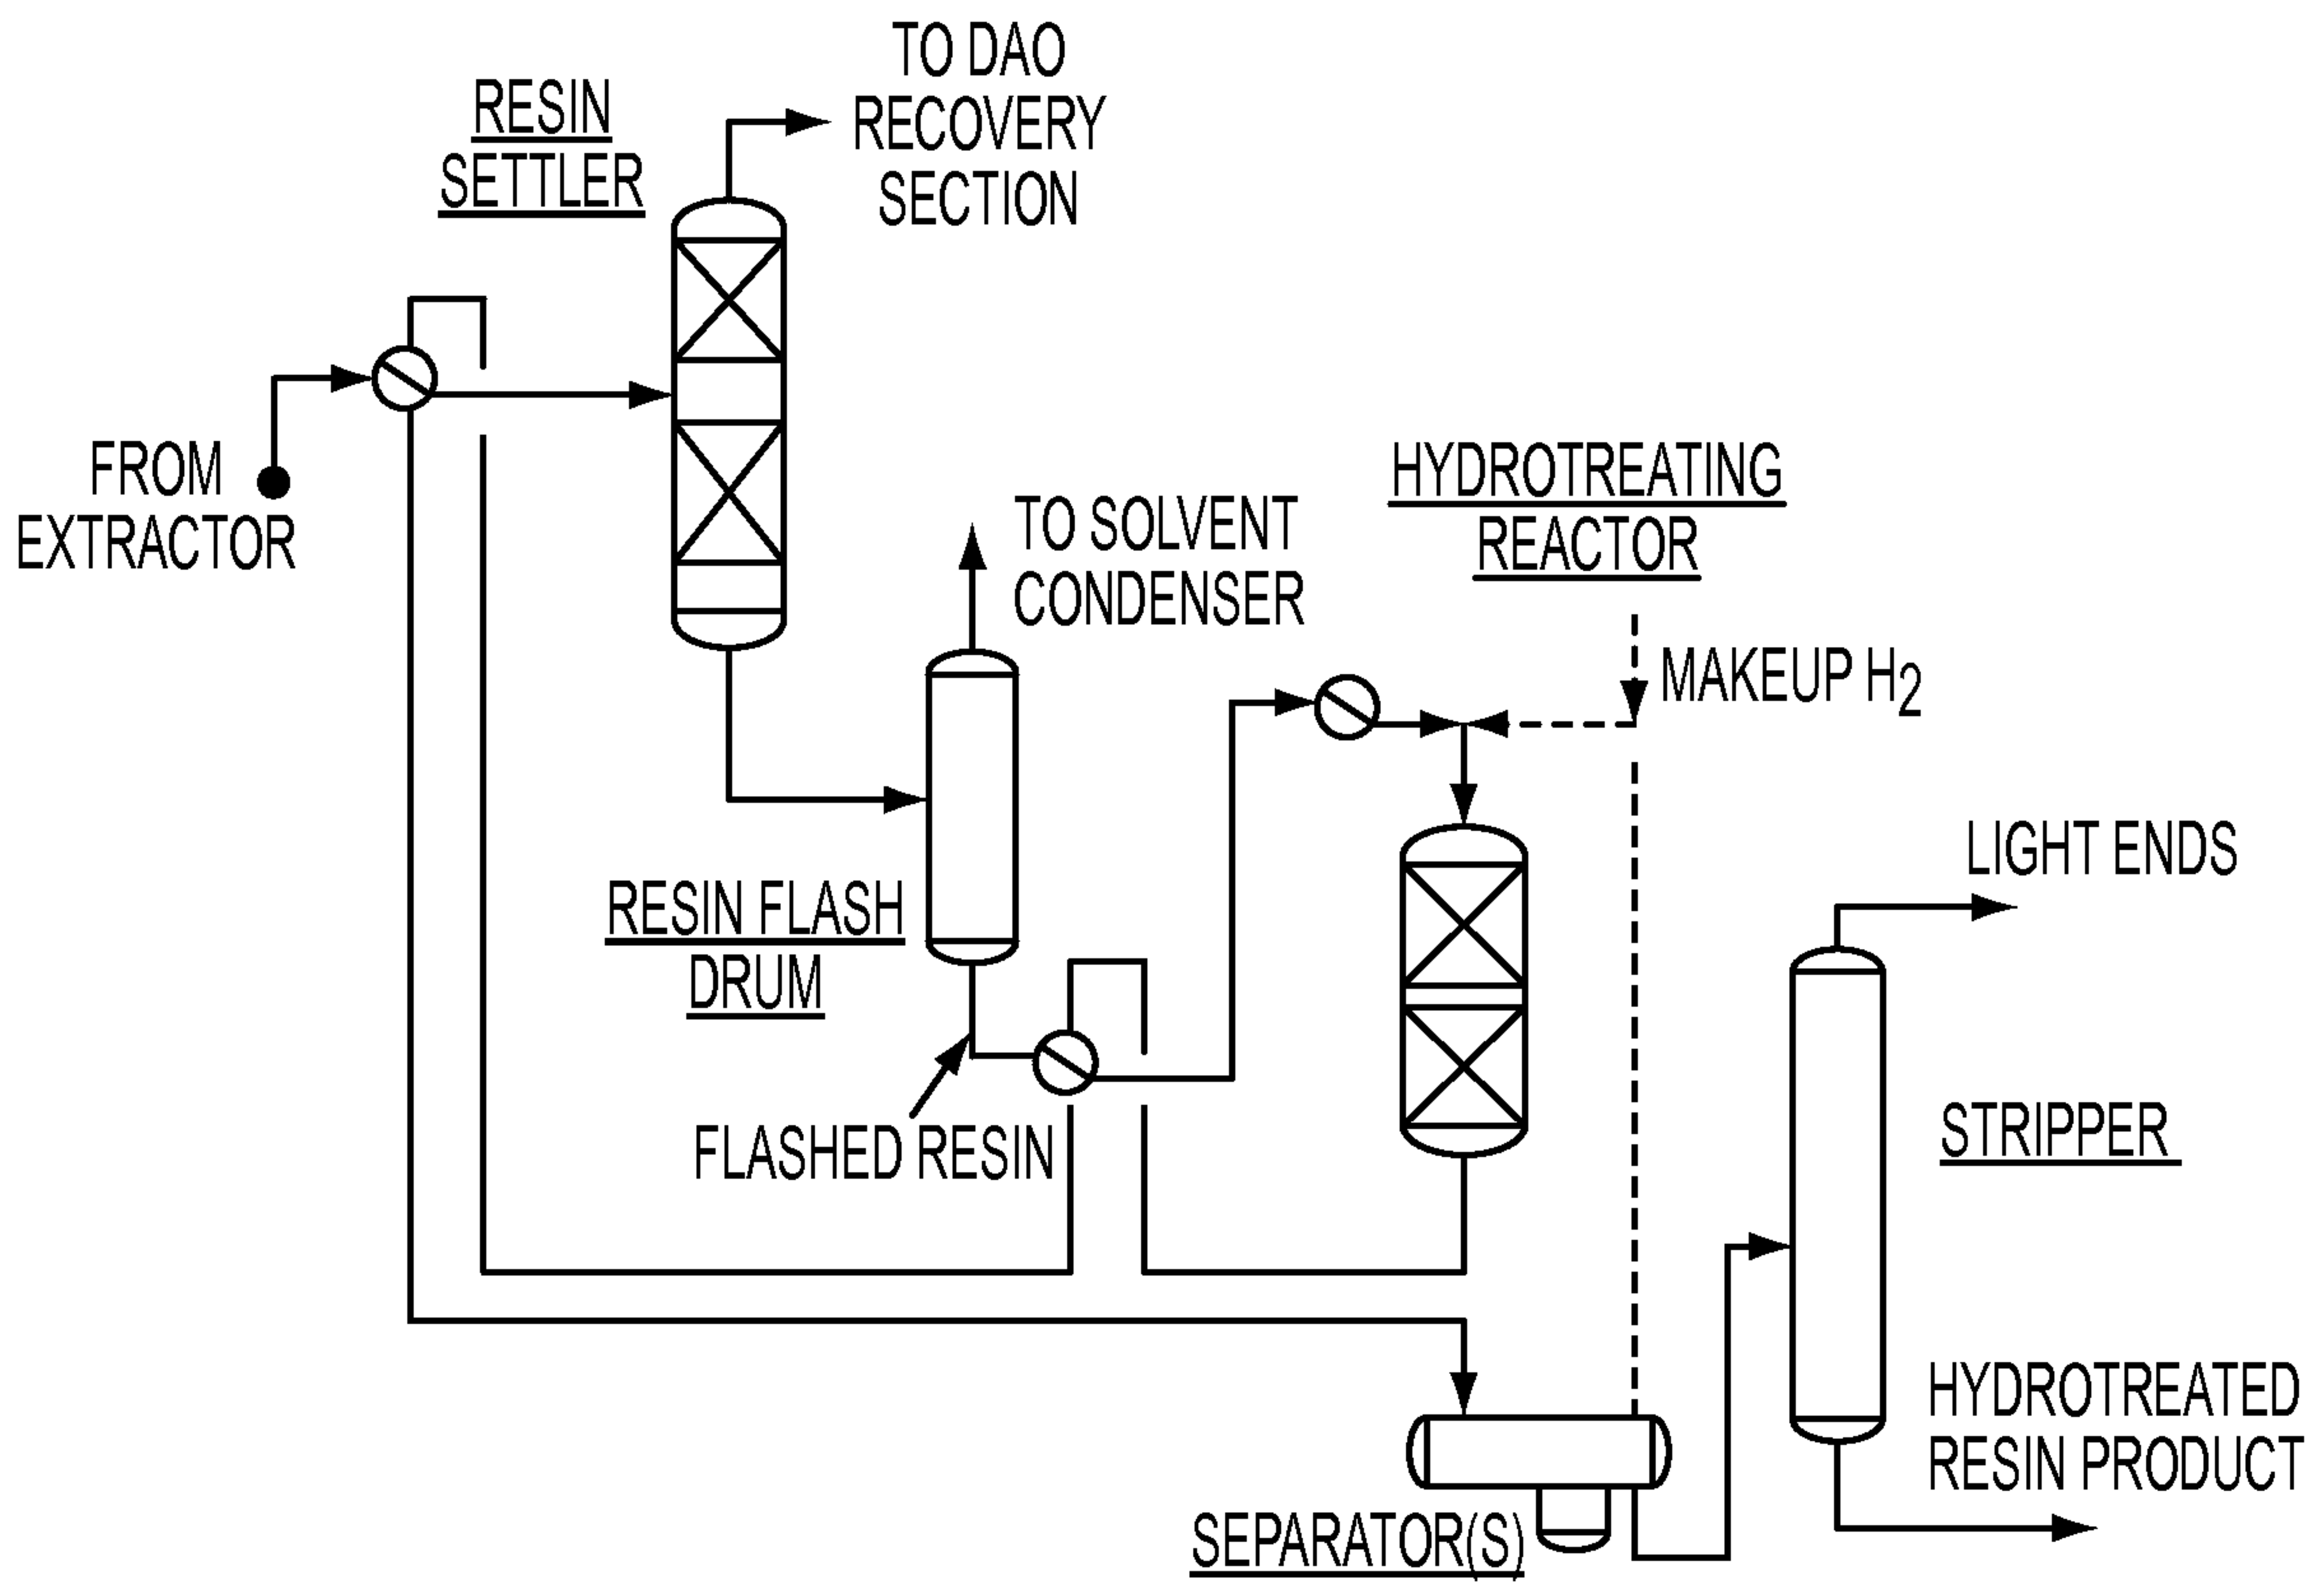 TO DAO
RECOVERY
SECTION
RESIN
SETTLER
FROM
EXTRACTOR
TO SOLVENT
CONDENSER
HYDROTREATING
REACTOR
MAKEUP H2
LIGHT ENDS
RESIN FLASH
DRUM
FLASHED RESIN
STRIPPER
HYDROTREATED
RESIN PRODUCT
SEPARATOR(S)